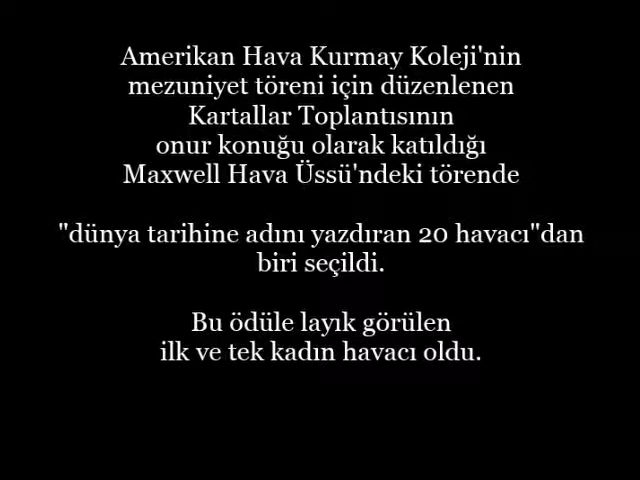 Amerikan Hava Kurmay Koleji'nin
mezuniyet töreni için düzenlenen
Kartallar Toplantısının
onur konuğu olarak katıldığı
Maxwell Hava Üssü'ndeki törende
"dünya tarihine adını yazdıran 20 havacı"dan
biri seçildi.
Bu ödüle layık görülen
ilk ve tek kadın havacı oldu.